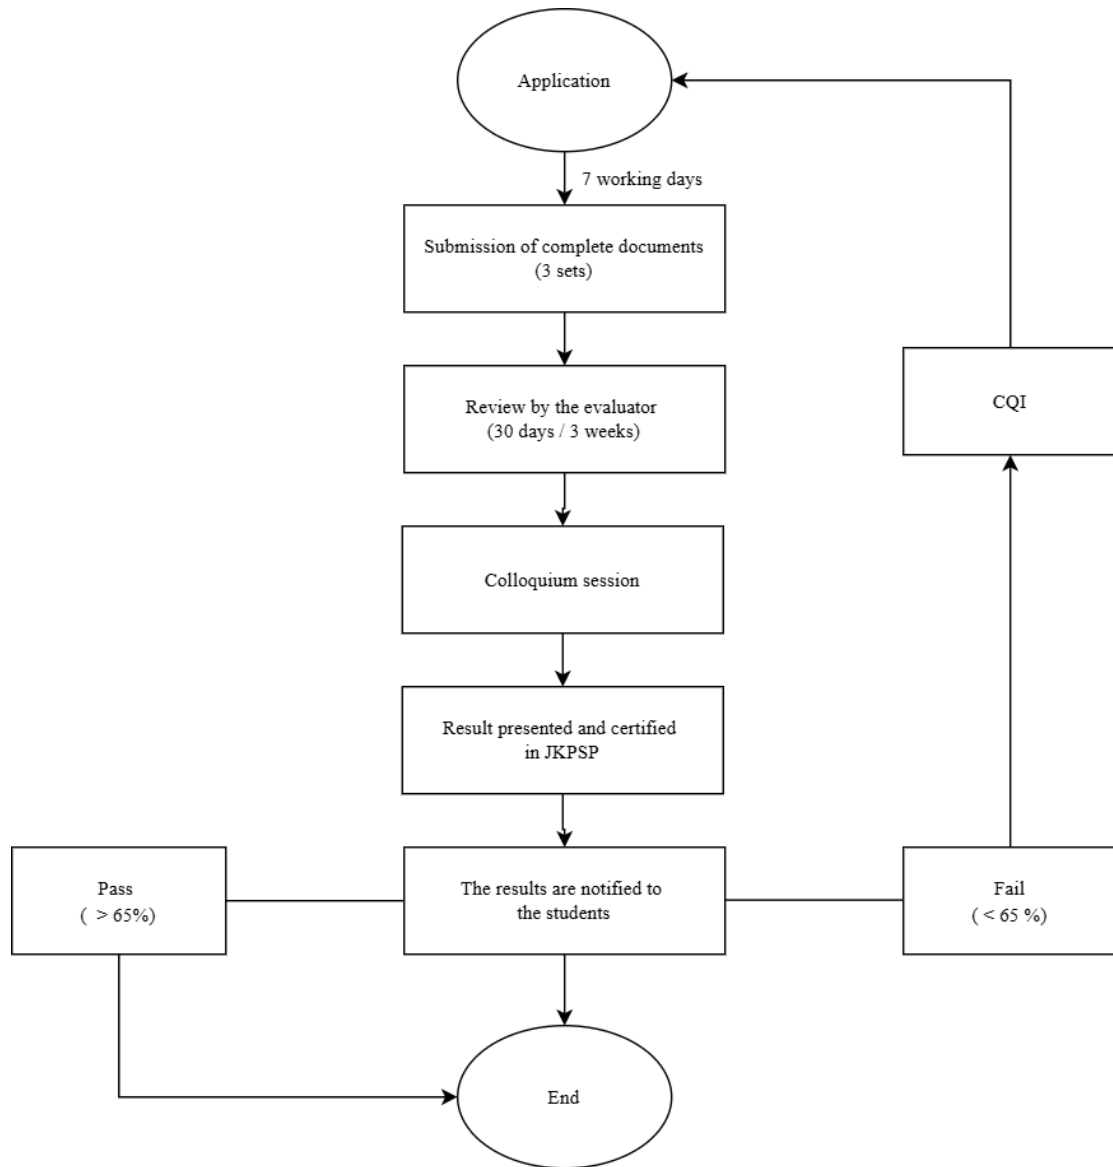 Application
7 working days
Submission of complete documents
(3 sets)
Review by the evaluator
(30 days / 3 weeks)
CQI
Colloquium session
Result presented and certified
in JKPSP
Pass
( > 65%)
The results are notified to
the students
Fail
( < 65 %)
End